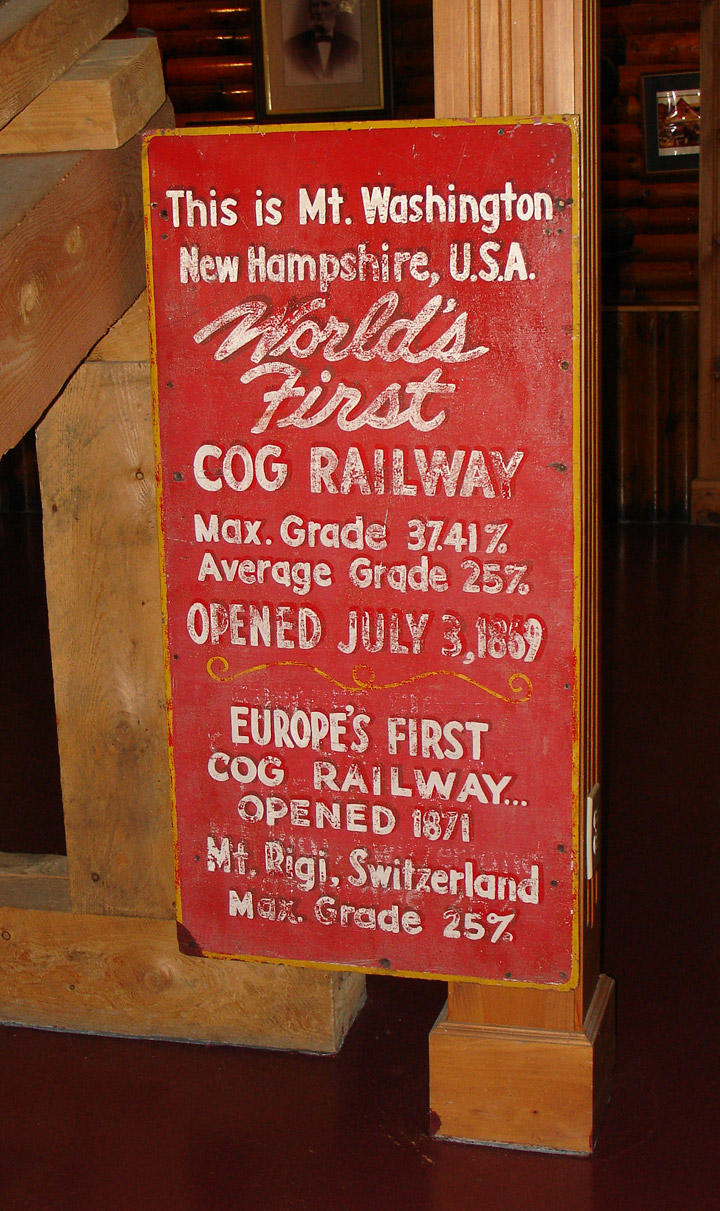 This is Mt. Washington
New Hampshire, U.S.A.
World's
First
COG RAILWAY
Max. Grade 37.41%
Average Grade 25%
OPENED JULY 3, 1869
EUROPE'S FIRST
COG RAILWAY...
OPENED 1871
Mt. Rigi, Switzerland
Max. Grade 25%